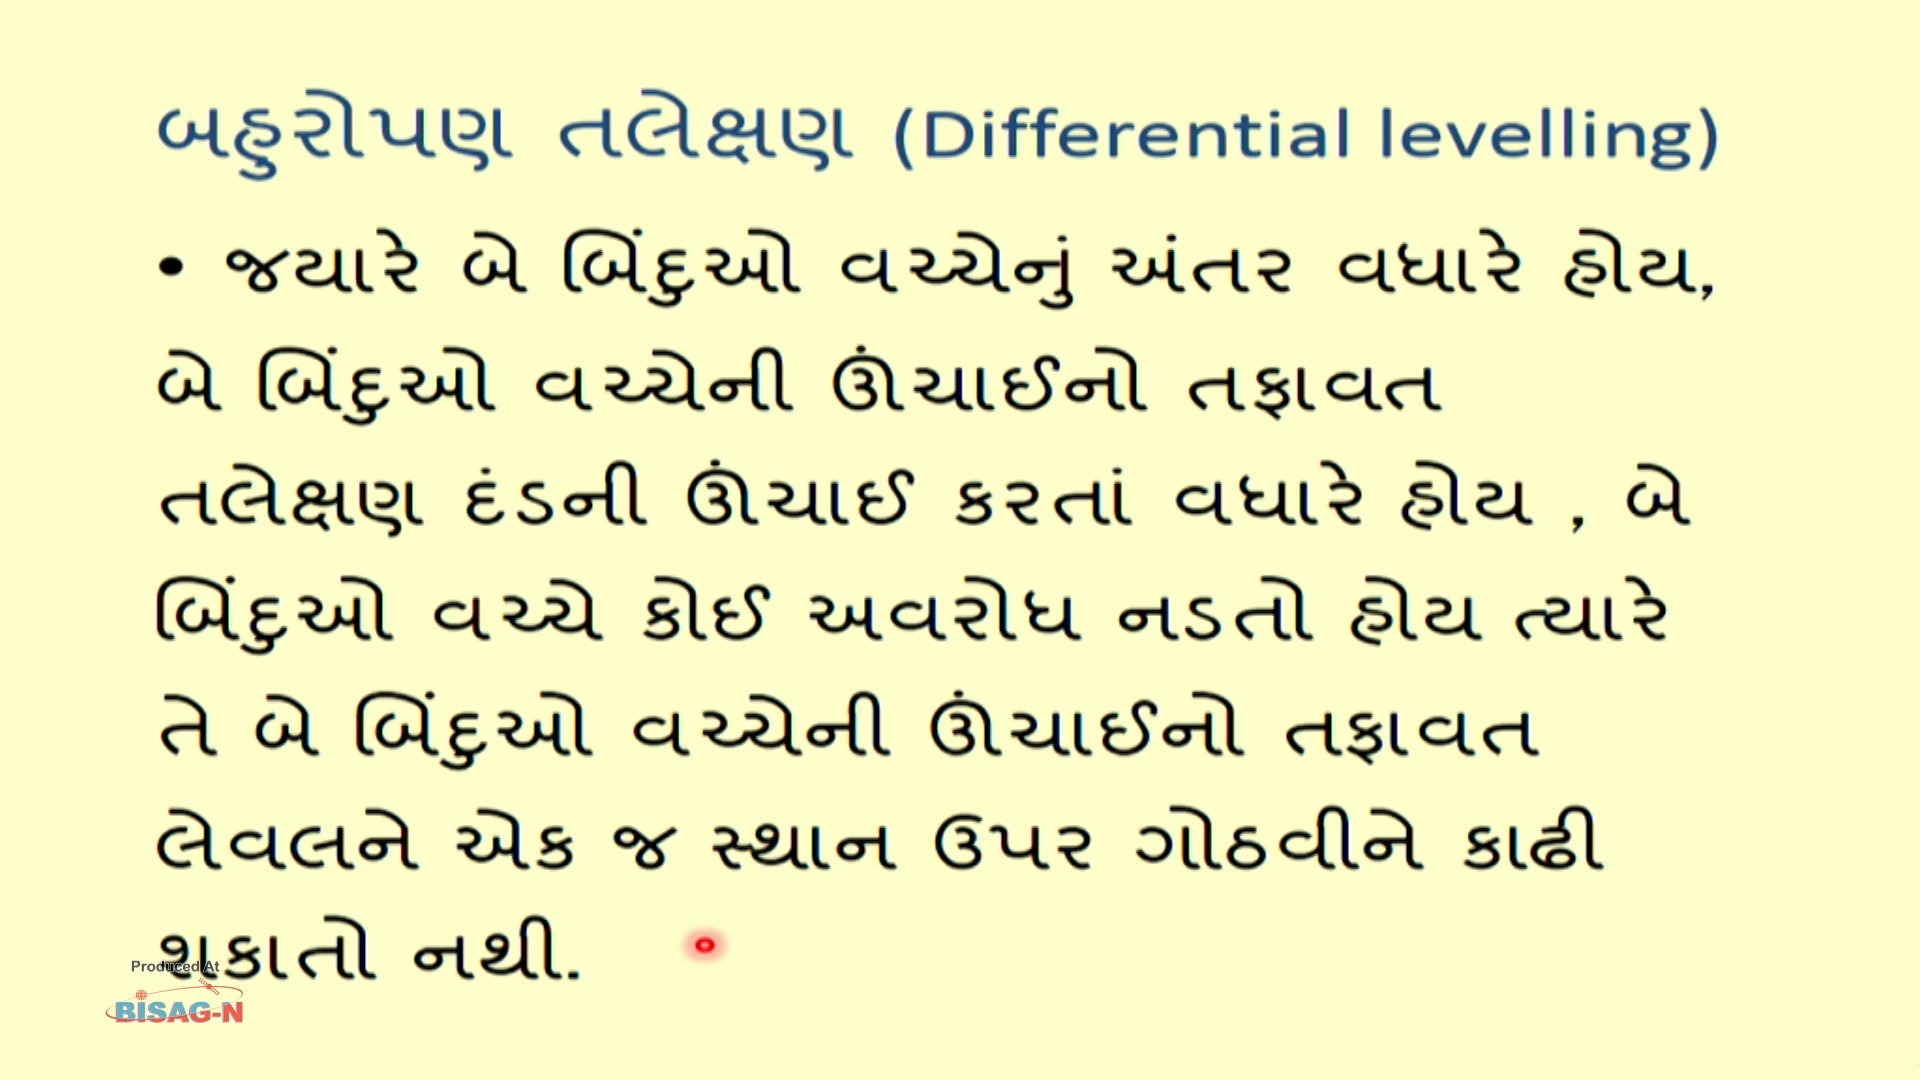 બહુરોપણ તલેક્ષણ (Differential levelling)
• જયારે બે બિંદુઓ વચ્ચેનું અંતર વધારે હોય,
બે બિંદુઓ વચ્ચેની ઊંચાઈનો તફાવત
તલેક્ષણ દંડની ઊંચાઈ કરતાં વધારે હોય , બે
બિંદુઓ વચ્ચે કોઈ અવરોધ નડતો હોય ત્યારે
તે બે બિંદુઓ વચ્ચેની ઊંચાઈનો તફાવત
લેવલને એક જ સ્થાન ઉપર ગોઠવીને કાઢી
શકાતો નથી.
Produced At
BISAG-N